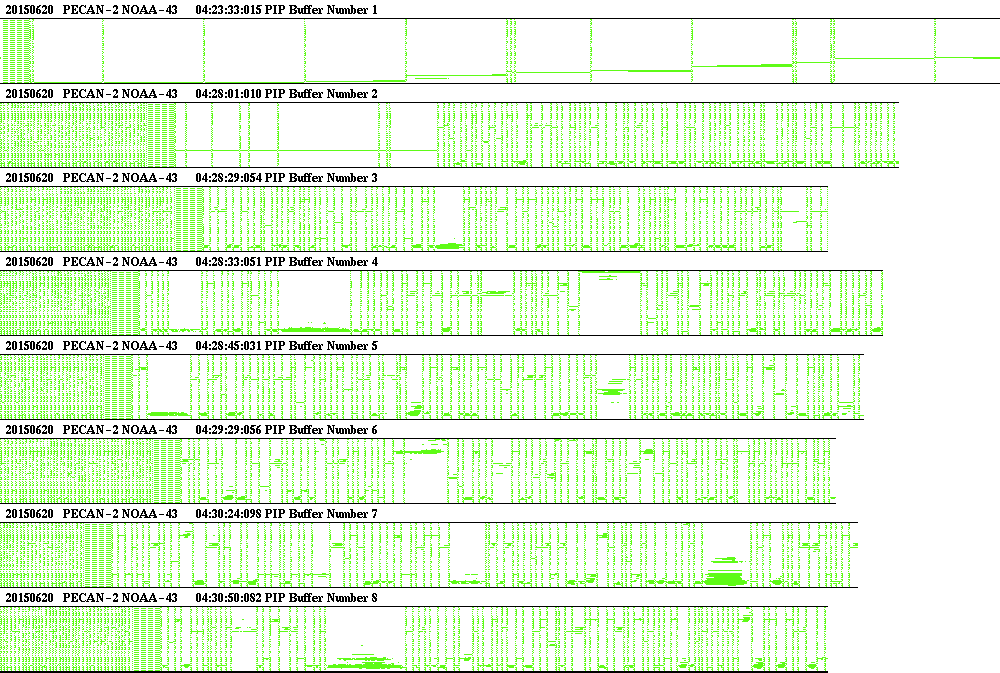 20150620 PECAN-2 NOAA-43 04:23:33:015 PIP Buffer Number 1
20150620 PECAN-2 NOAA-43 04:28:01:010 PIP Buffer Number 2
20150620 PECAN-2 NOAA-43 04:28:29:054 PIP Buffer Number 3
20150620 PECAN-2 NOAA-43 04:28:33:051 PIP Buffer Number 4
20150620 PECAN-2 NOAA-43 04:28:45:031 PIP Buffer Number 5
20150620 PECAN-2 NOAA-43 04:29:29:056 PIP Buffer Number 6
20150620 PECAN-2 NOAA-43 04:30:24:098 PIP Buffer Number 7
20150620 PECAN-2 NOAA-43 04:30:50:082 PIP Buffer Number 8